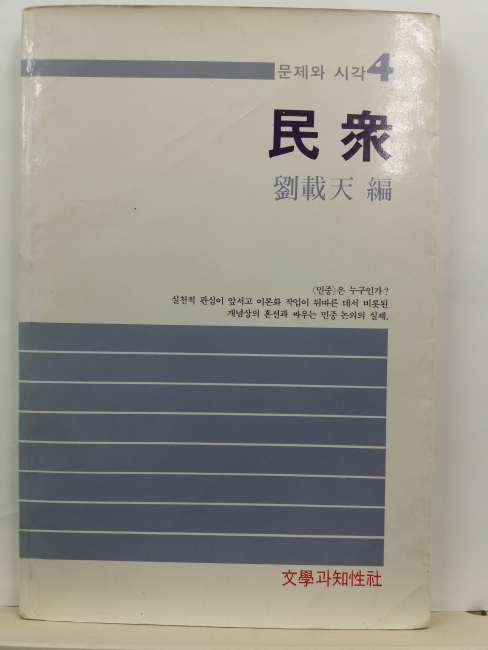 문제와 시각 4
民衆
劉載天 編
〈민중〉은 누구인가?
실천적 관심이 앞서고 이론화 작업이 뒤따른 데서 비롯된
개념상의 혼선과 싸우는 민중 논의의 실제.
文學과知性社